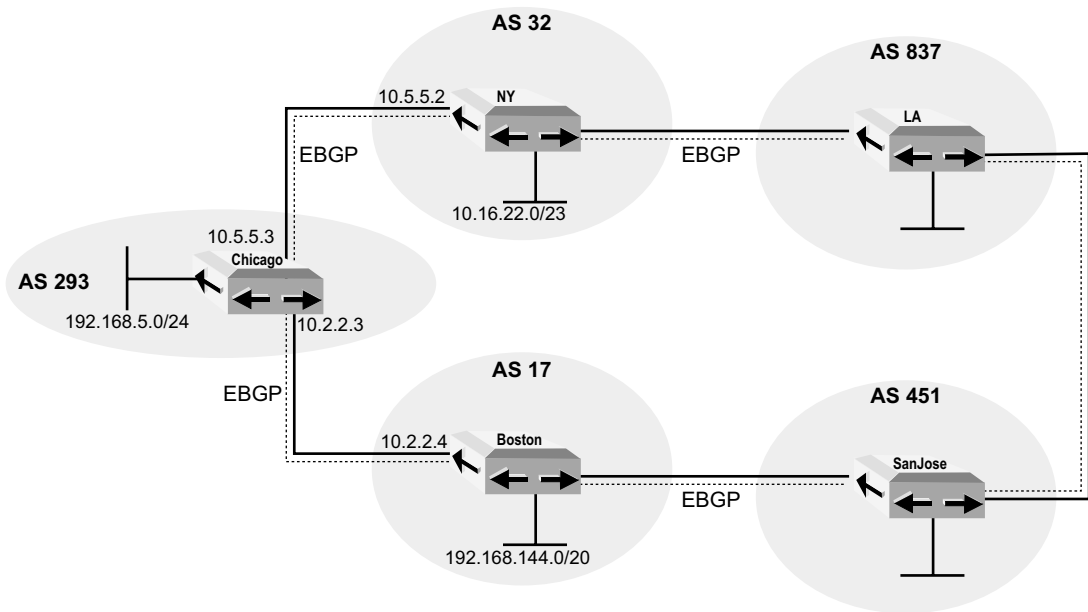 AS 32
AS 837
10.5.5.2
NY
LA
EBGP
EBGP
10.16.22.0/23
10.5.5.3
Chicago
AS 293
192.168.5.0/24
10.2.2.3
AS 17
EBGP
AS 451
10.2.2.4
Boston
SanJose
EBGP
192.168.144.0/20